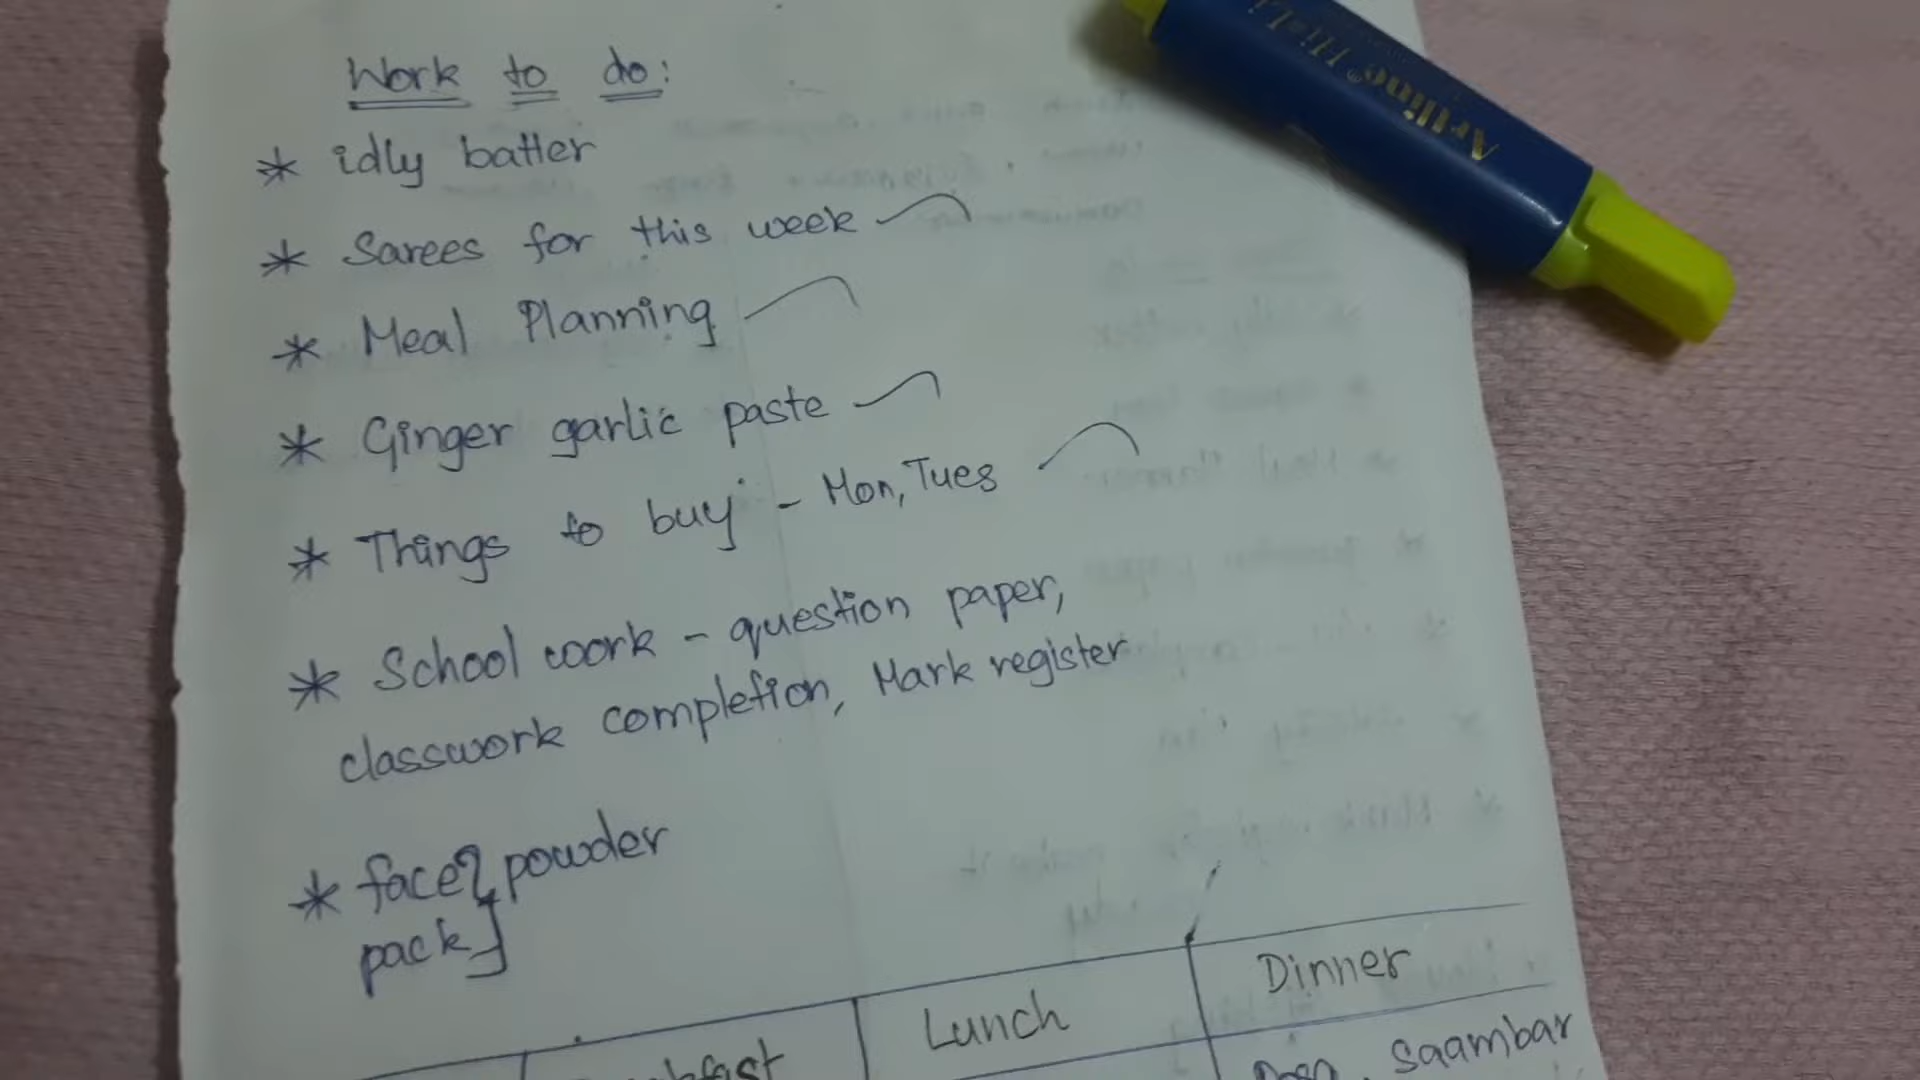 Work to do:
* idly batter
* Sarees for this week
* Meal Planning
* Ginger garlic paste
* Things to buy - Mon, Tues
* School work - question paper,
classwork completion, Mark register
* face powder
pack
Dinner
Lunch
Saambar
Artline